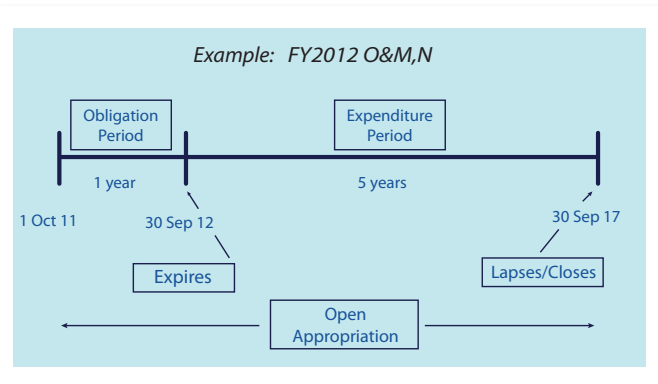 Example: FY2012 O&M,N
Obligation
Period
Expenditure
Period
1 year
5 years
1 Oct 11
30 Sep 12
30 Sep 17
Expires
Lapses/Closes
Open
Appropriation